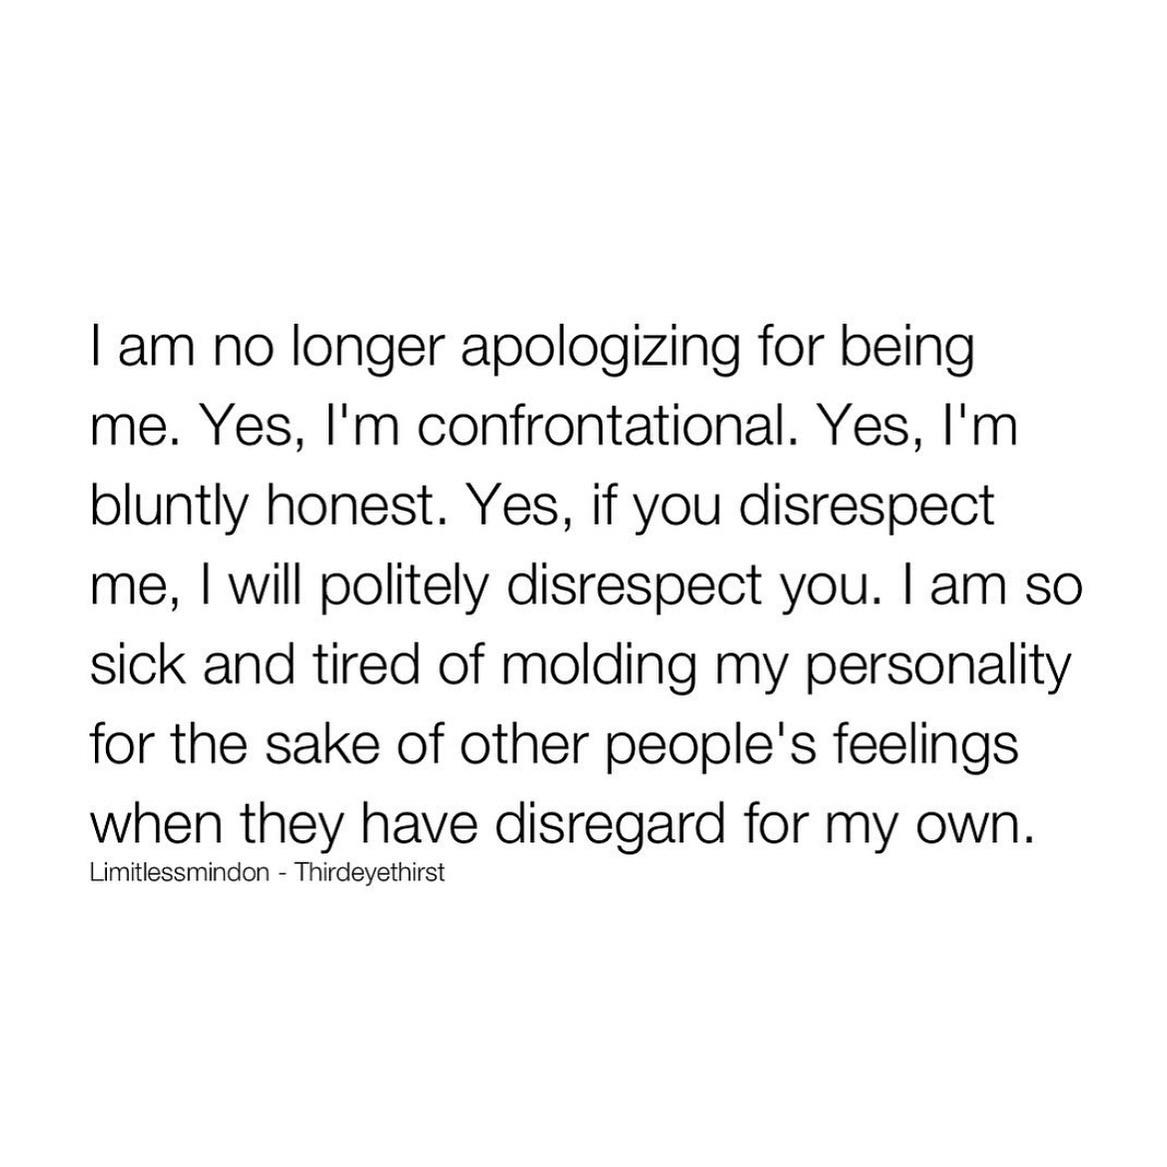 I am no longer apologizing for being
me. Yes, I'm confrontational. Yes, I'm
bluntly honest. Yes, if you disrespect
me, I will politely disrespect you. I am so
sick and tired of molding my personality
for the sake of other people's feelings
when they have disregard for my own.
Limitlessmindon - Thirdeyethirst